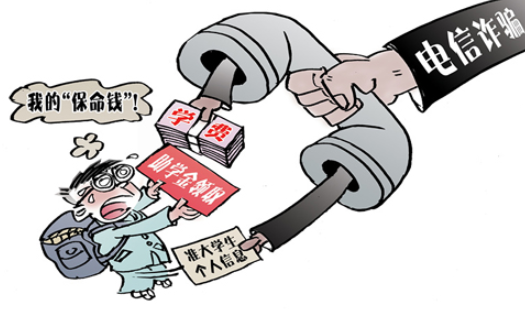 电信诈骗
我的“保命钱”!
学费
助学金领取
准大学生
个人信息